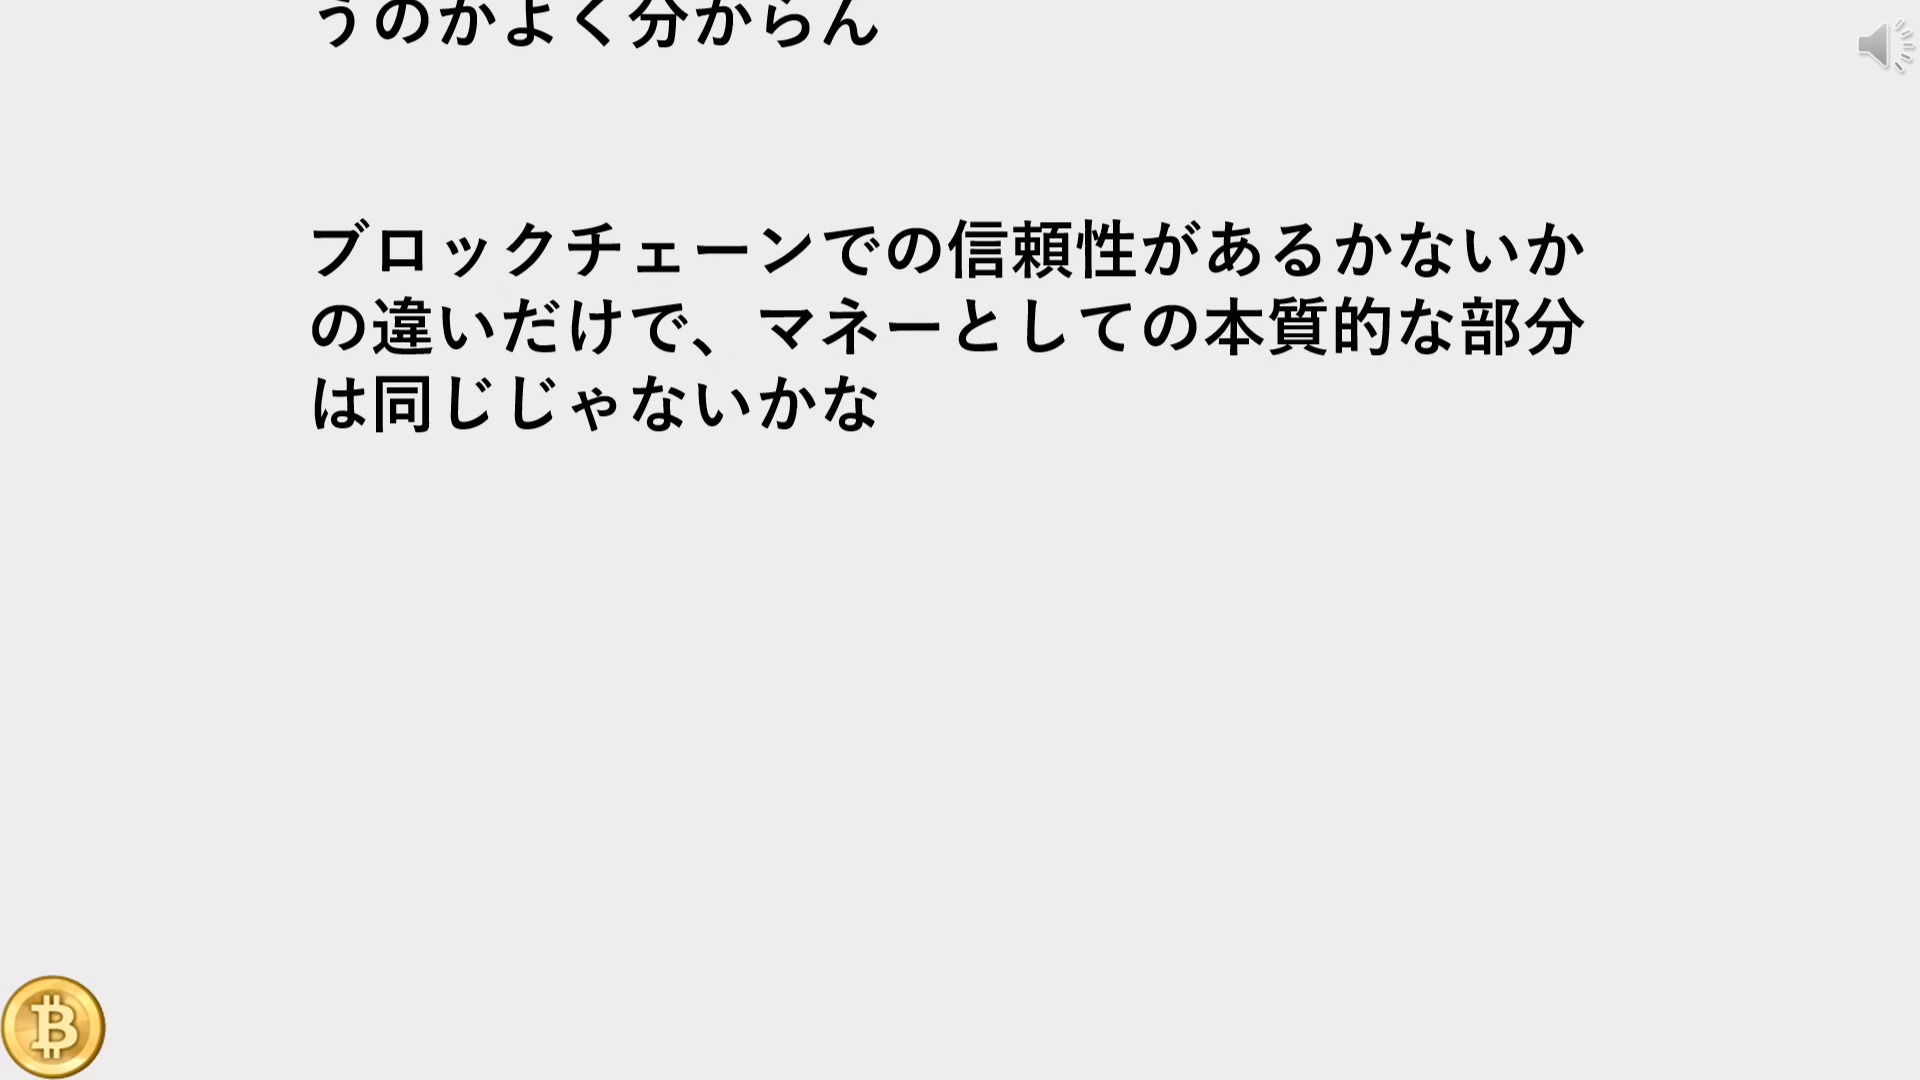 うのかよく分からん
ブロックチェーンでの信頼性があるかないか
の違いだけで、マネーとしての本質的な部分
は同じじゃないかな